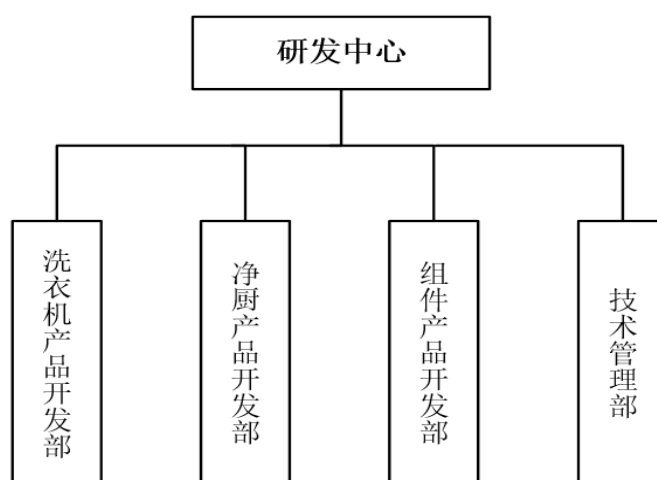 研发中心
洗衣机产品开发部
净厨产品开发部
组件产品开发部
技术管理部